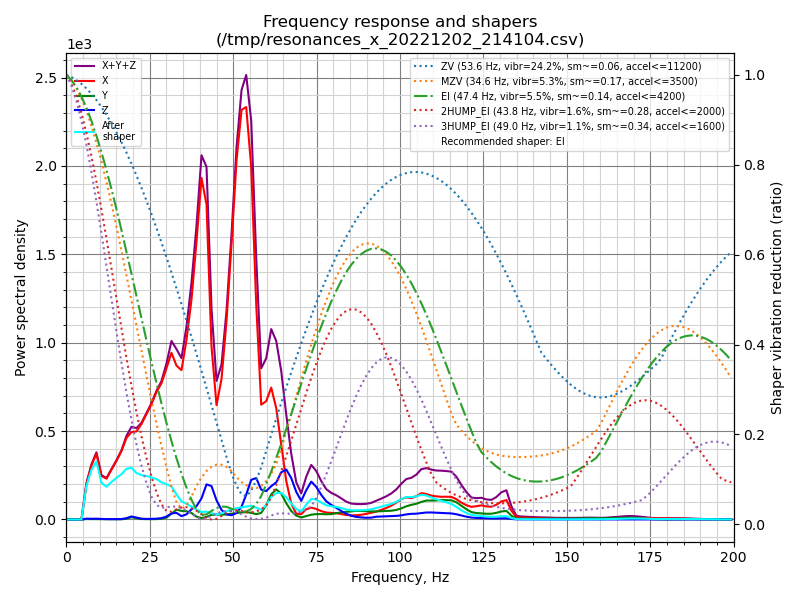 Frequency response and shapers
(/tmp/resonances_x_20221202_214104.csv)
1e3
X+Y+Z
X
Y
Z
After
shaper
ZV (53.6 Hz, vibr=24.2%, sm~=0.06, accel<=11200)
MZV (34.6 Hz, vibr=5.3%, sm~=0.17, accel<=3500)
EI (47.4 Hz, vibr=5.5%, sm~=0.14, accel<=4200)
2HUMP_EI (43.8 Hz, vibr=1.6%, sm~=0.28, accel<=2000)
3HUMP_EI (49.0 Hz, vibr=1.1%, sm~=0.34, accel<=1600)
Recommended shaper: EI
Power spectral density
2.5
2.0
1.5
1.0
0.5
0.0
1.0
0.8
0.6
0.4
0.2
0.0
Shaper vibration reduction (ratio)
0 25 50 75 100 125 150 175 200
Frequency, Hz